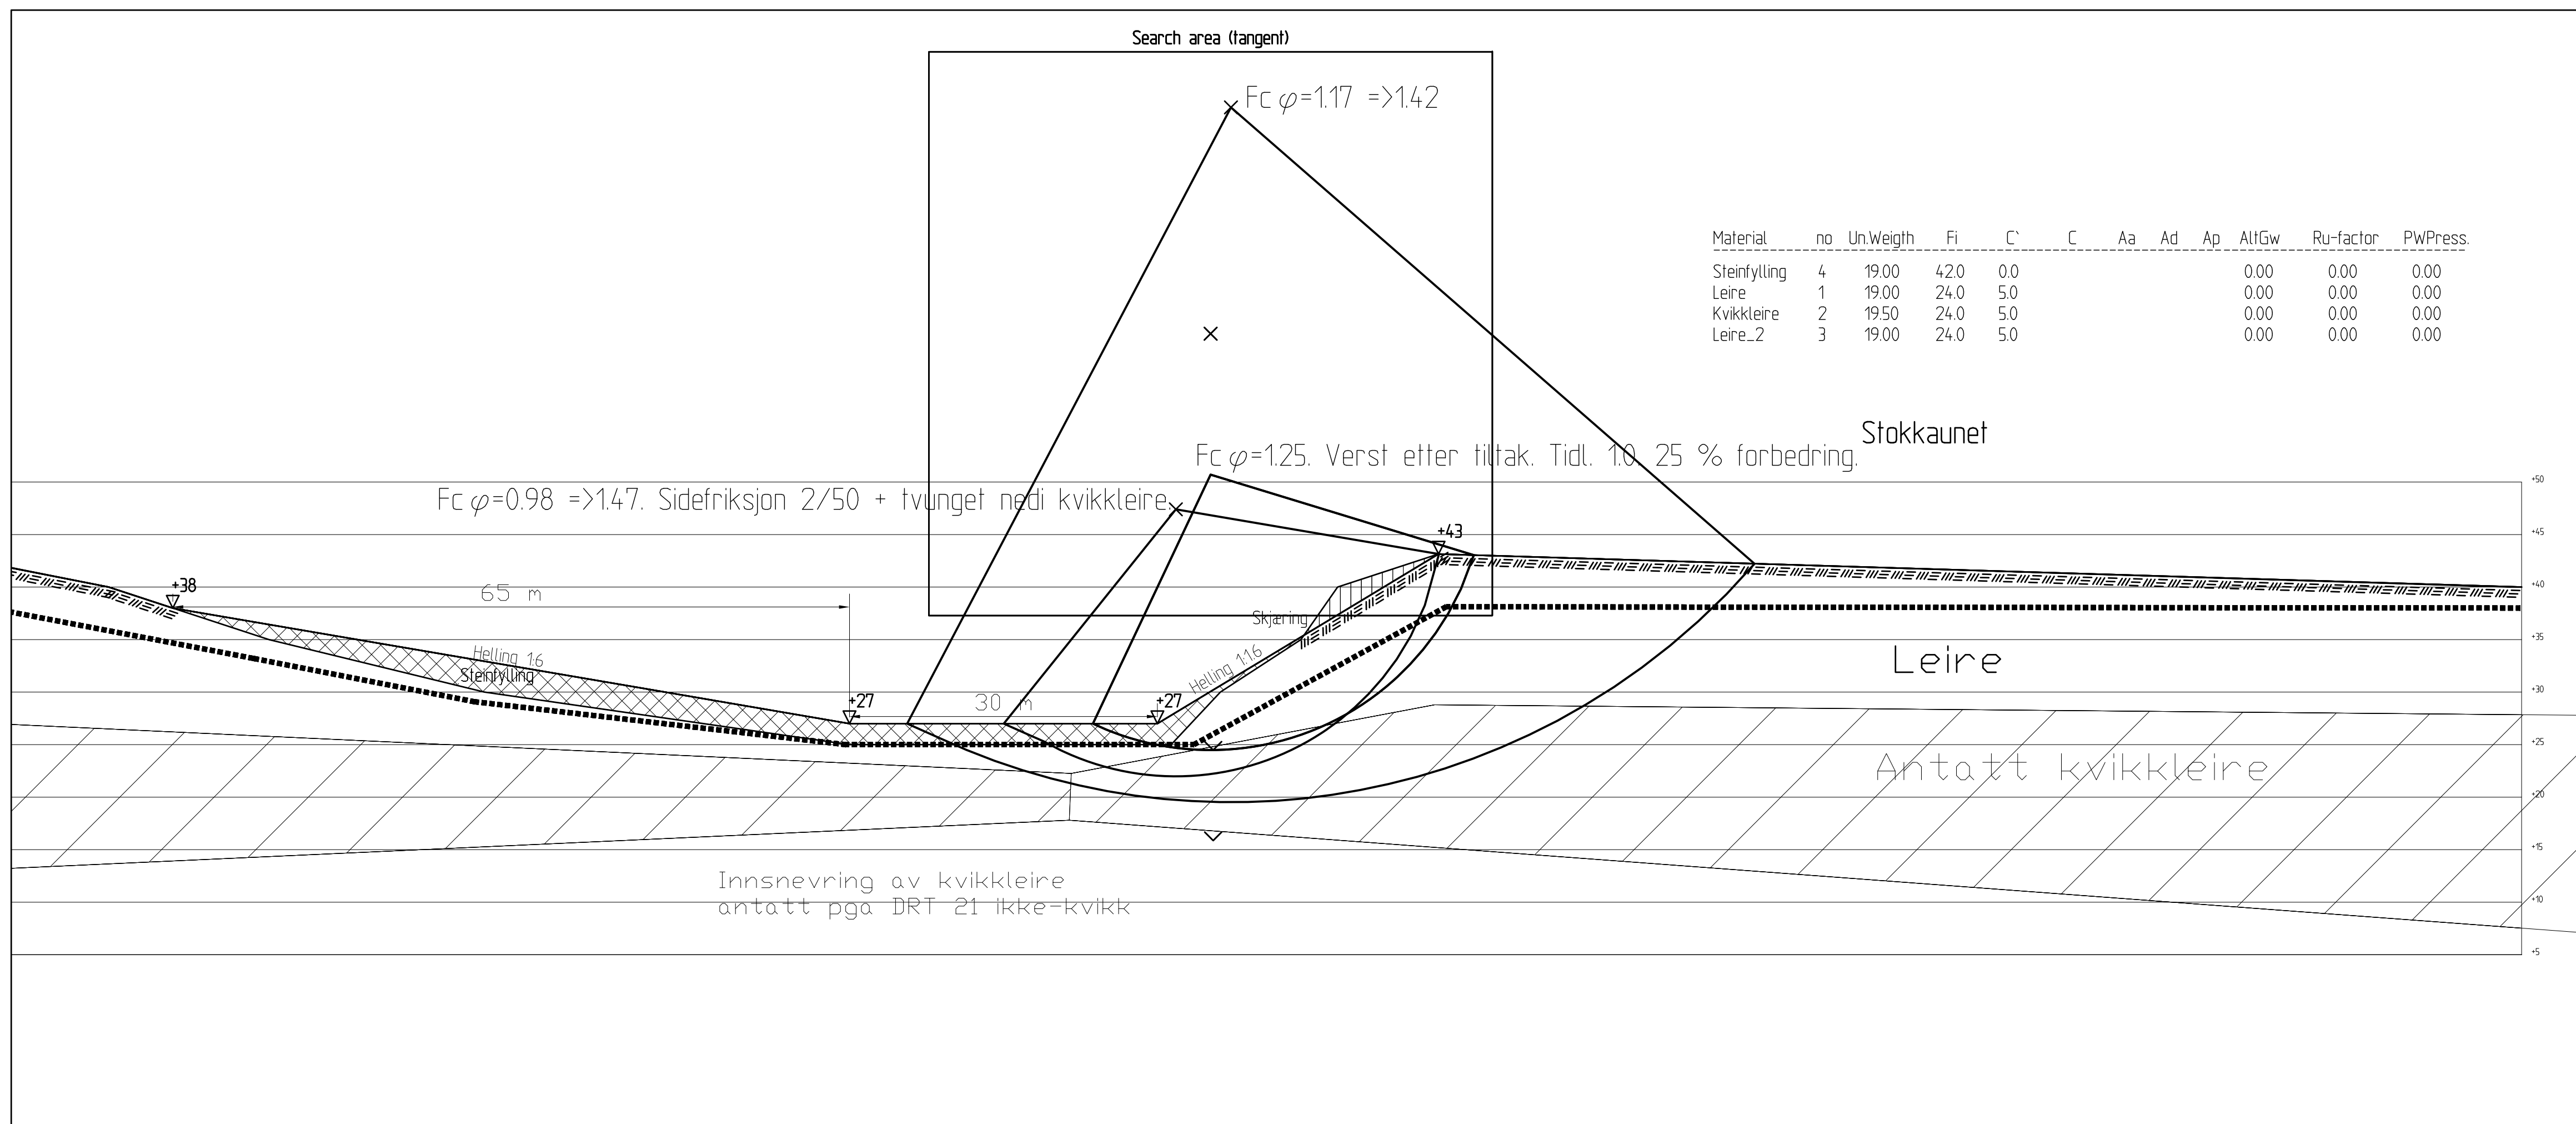 Search area (tangent)
Fc φ=1.17 =>1.42
Material no Un.Weigth Fi C` C Aa Ad Ap AltGw Ru-factor PWPress.
Steinfylling 4 19.00 42.0 0.0 0.00 0.00 0.00
Leire 1 19.00 24.0 5.0 0.00 0.00 0.00
Kvikkleire 2 19.50 24.0 5.0 0.00 0.00 0.00
Leire_2 3 19.00 24.0 5.0 0.00 0.00 0.00
Stokkaunet
Fc φ=1.25. Verst etter tiltak. Tidl. 1.0. 25 % forbedring.
Fc φ=0.98 =>1.47. Sidefriksjon 2/50 + tvunget nedi kvikkleire.
+50
+43
+45
+38
65 m
+40
Skjæring
+35
Helling 1:6
Steinfylling
Helling 1:1.6
Leire
+27
30 m
+27
+30
+25
Antatt kvikkleire
+20
+15
Innsnevring av kvikkleire
antatt pga DRT 21 ikke-kvikk
+10
+5